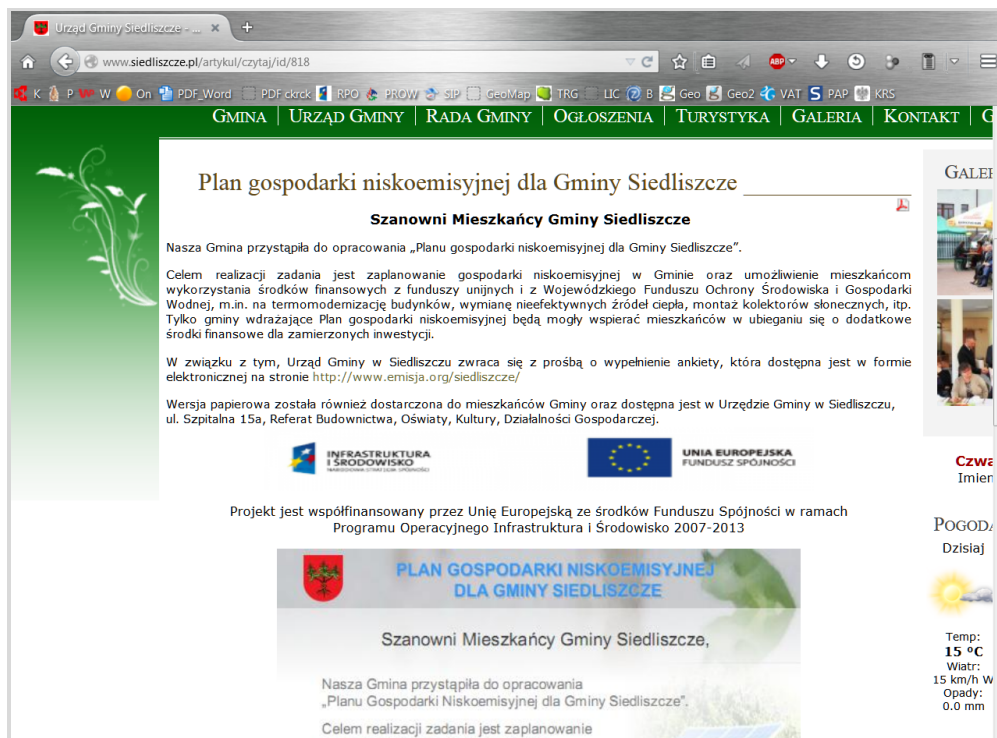 Urząd Gminy Siedliszcze - ...
www.siedliszcze.pl/artykul/czytaj/id/818
ABP
K P W On PDF_Word PDF ckrck RPO PROW SIP GeoMap TRG LIC B Geo Geo2 VAT PAP KRS
GMINA URZĄD GMINY RADA GMINY OGŁOSZENIA TURYSTYKA GALERIA KONTAKT G
Plan gospodarki niskoemisyjnej dla Gminy Siedliszcze
GALER
Szanowni Mieszkańcy Gminy Siedliszcze
Nasza Gmina przystąpiła do opracowania „Planu gospodarki niskoemisyjnej dla Gminy Siedliszcze”.
Celem realizacji zadania jest zaplanowanie gospodarki niskoemisyjnej w Gminie oraz umożliwienie mieszkańcom
wykorzystania środków finansowych z funduszy unijnych i z Wojewódzkiego Funduszu Ochrony Środowiska i Gospodarki
Wodnej, m.in. na termomodernizację budynków, wymianę nieefektywnych źródeł ciepła, montaż kolektorów słonecznych, itp.
Tylko gminy wdrażające Plan gospodarki niskoemisyjnej będą mogły wspierać mieszkańców w ubieganiu się o dodatkowe
środki finansowe dla zamierzonych inwestycji.
W związku z tym, Urząd Gminy w Siedliszczu zwraca się z prośbą o wypełnienie ankiety, która dostępna jest w formie
elektronicznej na stronie http://www.emisja.org/siedliszcze/
Wersja papierowa została również dostarczona do mieszkańców Gminy oraz dostępna jest w Urzędzie Gminy w Siedliszczu,
ul. Szpitalna 15a, Referat Budownictwa, Oświaty, Kultury, Działalności Gospodarczej.
INFRASTRUKTURA
I ŚRODOWISKO
NARODOWA STRATEGIA SPÓJNOŚCI
UNIA EUROPEJSKA
FUNDUSZ SPÓJNOŚCI
Projekt jest współfinansowany przez Unię Europejską ze środków Funduszu Spójności w ramach
Programu Operacyjnego Infrastruktura i Środowisko 2007-2013
PLAN GOSPODARKI NISKOEMISYJNEJ
DLA GMINY SIEDLISZCZE
Szanowni Mieszkańcy Gminy Siedliszcze,
Nasza Gmina przystąpiła do opracowania
„Planu Gospodarki Niskoemisyjnej dla Gminy Siedliszcze”.
Celem realizacji zadania jest zaplanowanie
Czwa
Imien
POGODA
Dzisiaj
Temp:
15 ºC
Wiatr:
15 km/h W
Opady:
0.0 mm